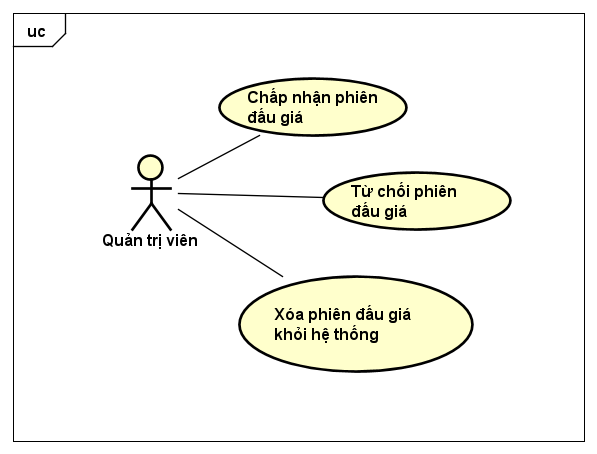 uc
Chấp nhận phiên
đấu giá
Từ chối phiên
đấu giá
Quản trị viên
Xóa phiên đấu giá
khỏi hệ thống